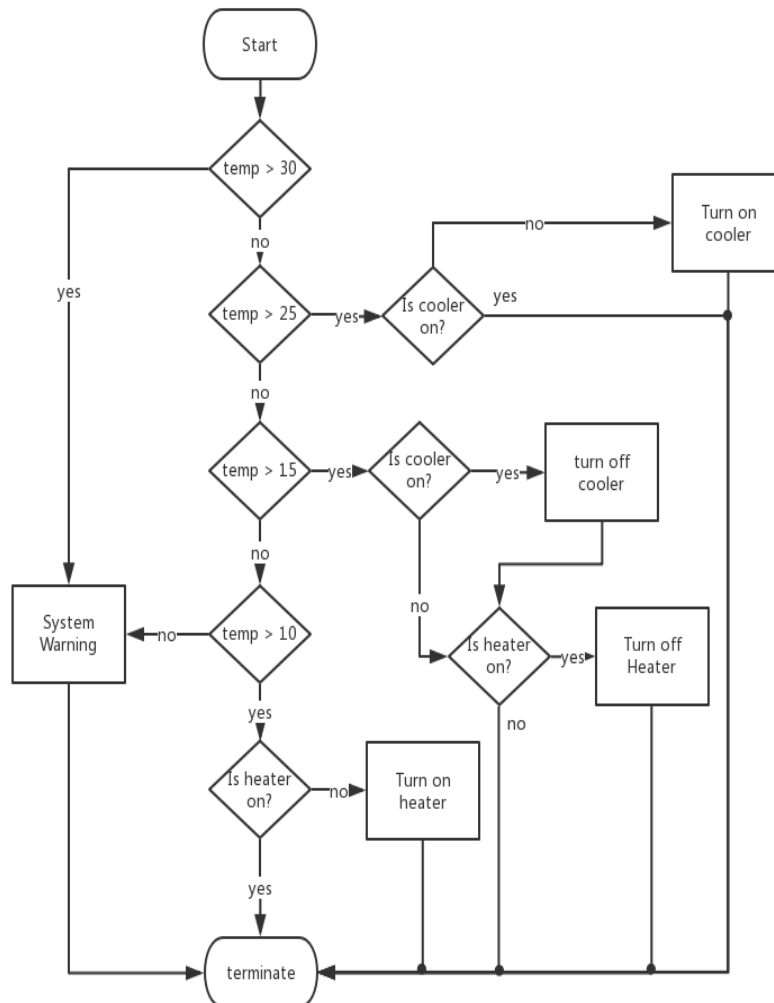 Start
temp > 30
no
yes
temp > 25
yes
Is cooler
on?
no
yes
Turn on
cooler
no
temp > 15
yes
Is cooler
on?
yes
turn off
cooler
no
no
System
Warning
no
temp > 10
Is heater
on?
yes
Turn off
Heater
no
yes
Is heater
on?
no
Turn on
heater
yes
terminate